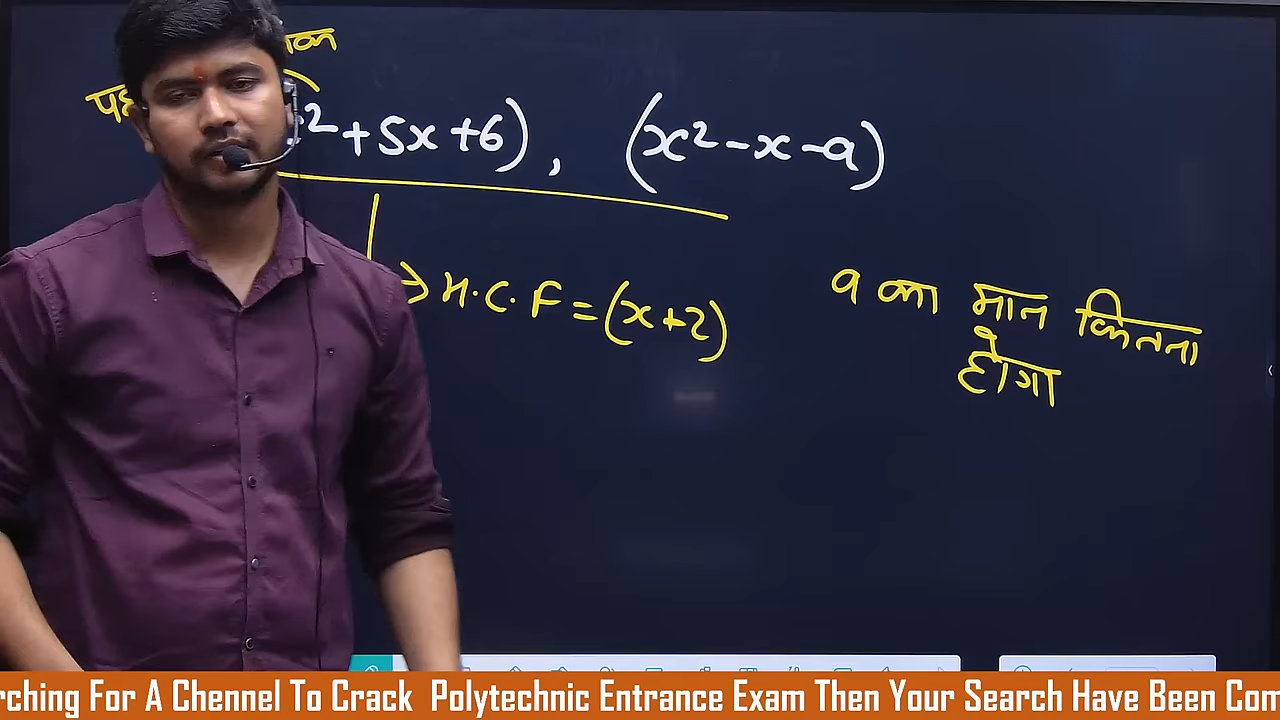 ²+5x+6), (x²-x-a)
→ H.C.F = (x+2)
a का मान कितना
होगा
rching For A Chennel To Crack Polytechnic Entrance Exam Then Your Search Have Been Com